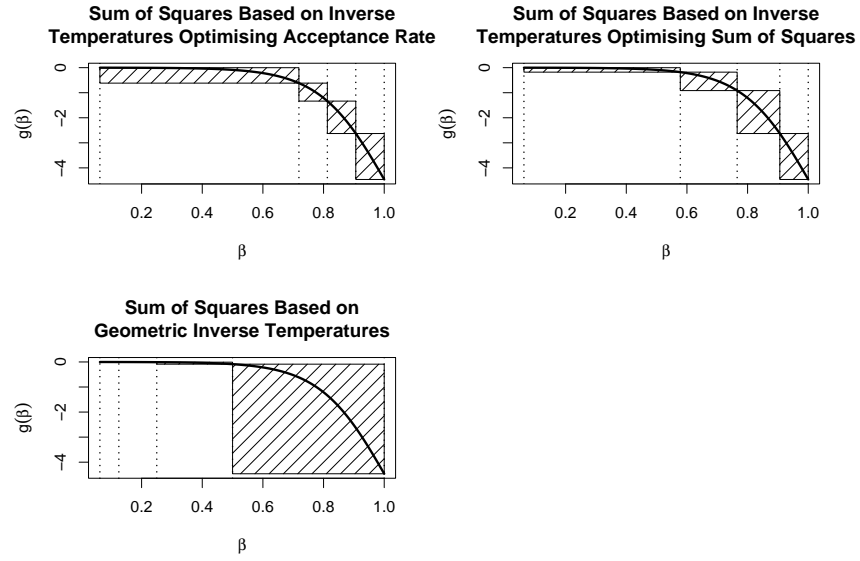 Sum of Squares Based on Inverse
Temperatures Optimising Acceptance Rate
g(β)
0
−2
−4
0.2 0.4 0.6 0.8 1.0
β
Sum of Squares Based on Inverse
Temperatures Optimising Sum of Squares
g(β)
0
−2
−4
0.2 0.4 0.6 0.8 1.0
β
Sum of Squares Based on
Geometric Inverse Temperatures
g(β)
0
−2
−4
0.2 0.4 0.6 0.8 1.0
β